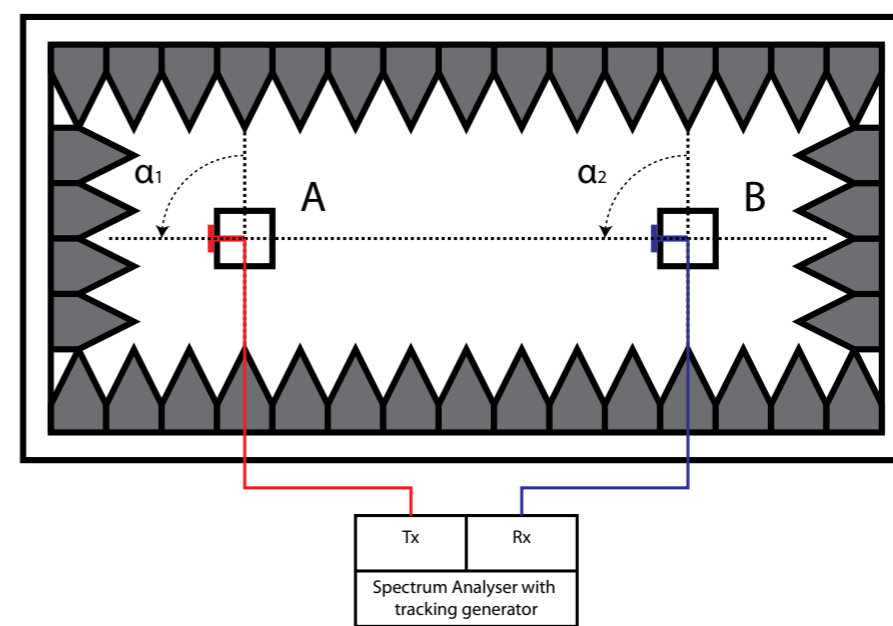 α1
A
α2
B
Tx
Rx
Spectrum Analyser with
tracking generator